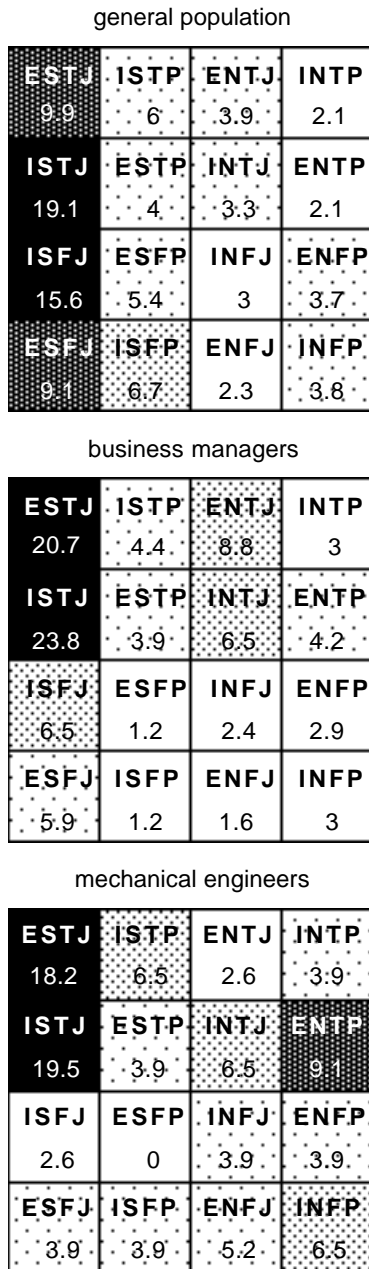 general population
ESTJ ISTP ENTJ INTP
9.9 6 3.9 2.1
ISTJ ESTP INTJ ENTP
19.1 4 3.3 2.1
ISFJ ESFP INFJ ENFP
15.6 5.4 3 3.7
ESFJ ISFP ENFJ INFP
9.1 6.7 2.3 3.8
business managers
ESTJ ISTP ENTJ INTP
20.7 4.4 8.8 3
ISTJ ESTP INTJ ENTP
23.8 3.9 6.5 4.2
ISFJ ESFP INFJ ENFP
6.5 1.2 2.4 2.9
ESFJ ISFP ENFJ INFP
5.9 1.2 1.6 3
mechanical engineers
ESTJ ISTP ENTJ INTP
18.2 6.5 2.6 3.9
ISTJ ESTP INTJ ENTP
19.5 3.9 6.5 9.1
ISFJ ESFP INFJ ENFP
2.6 0 3.9 3.9
ESFJ ISFP ENFJ INFP
3.9 3.9 5.2 6.5